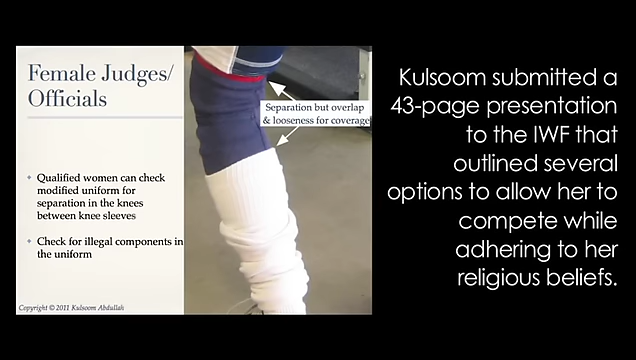 Female Judges/
Officials
Separation but overlap
& looseness for coverage
Qualified women can check
modified uniform for
separation in the knees
between knee sleeves
Check for illegal components in
the uniform
Copyright © 2011 Kulsoom Abdullah
Kulsoom submitted a
43-page presentation
to the IWF that
outlined several
options to allow her to
compete while
adhering to her
religious beliefs.